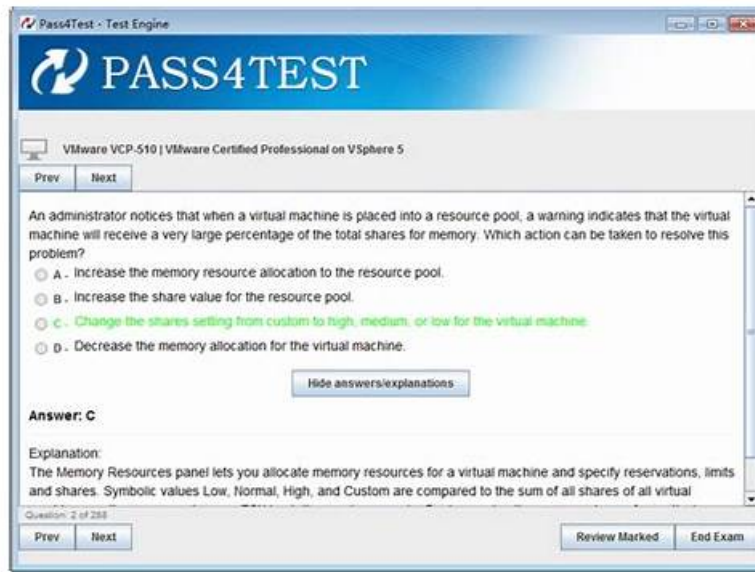 Pass4Test - Test Engine
PASS4TEST
VMware VCP-510 | VMware Certified Professional on VSphere 5
Prev Next
An administrator notices that when a virtual machine is placed into a resource pool, a warning indicates that the virtual
machine will receive a very large percentage of the total shares for memory. Which action can be taken to resolve this
problem?
A. Increase the memory resource allocation to the resource pool.
B. Increase the share value for the resource pool.
C. Change the shares setting from custom to high, medium, or low for the virtual machine.
D. Decrease the memory allocation for the virtual machine.
Hide answers/explanations
Answer: C
Explanation:
The Memory Resources panel lets you allocate memory resources for a virtual machine and specify reservations, limits
and shares. Symbolic values Low, Normal, High, and Custom are compared to the sum of all shares of all virtual
Question: 2 of 288
Prev Next Review Marked End Exam